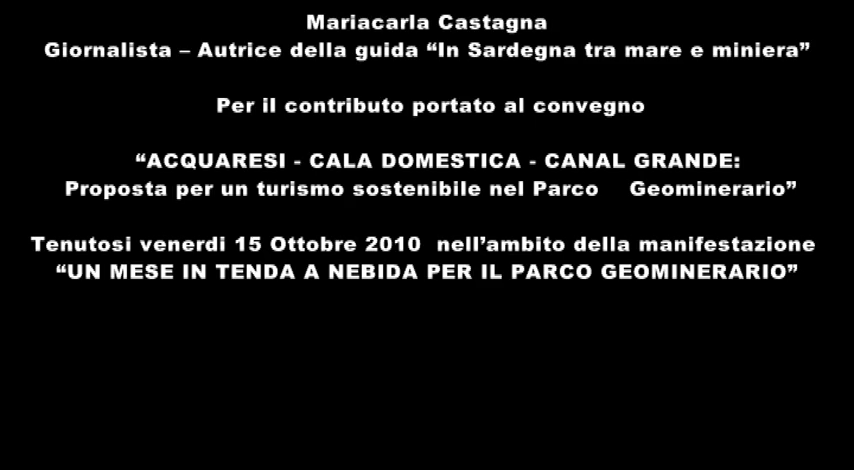 Mariacarla Castagna
Giornalista – Autrice della guida “In Sardegna tra mare e miniera”
Per il contributo portato al convegno
“ACQUARESI - CALA DOMESTICA - CANAL GRANDE:
Proposta per un turismo sostenibile nel Parco Geominerario”
Tenutosi venerdi 15 Ottobre 2010 nell’ambito della manifestazione
“UN MESE IN TENDA A NEBIDA PER IL PARCO GEOMINERARIO”